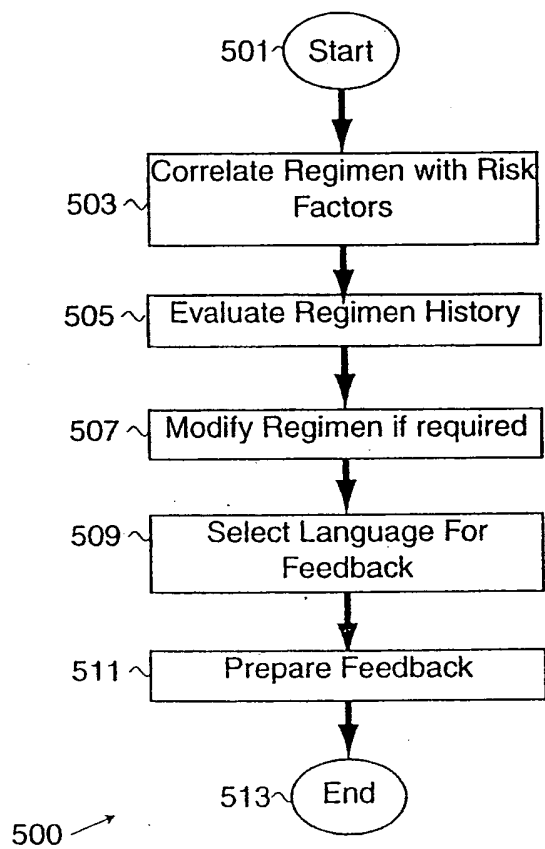 501 Start
503 Correlate Regimen with Risk
Factors
505 Evaluate Regimen History
507 Modify Regimen if required
509 Select Language For
Feedback
511 Prepare Feedback
513 End
500